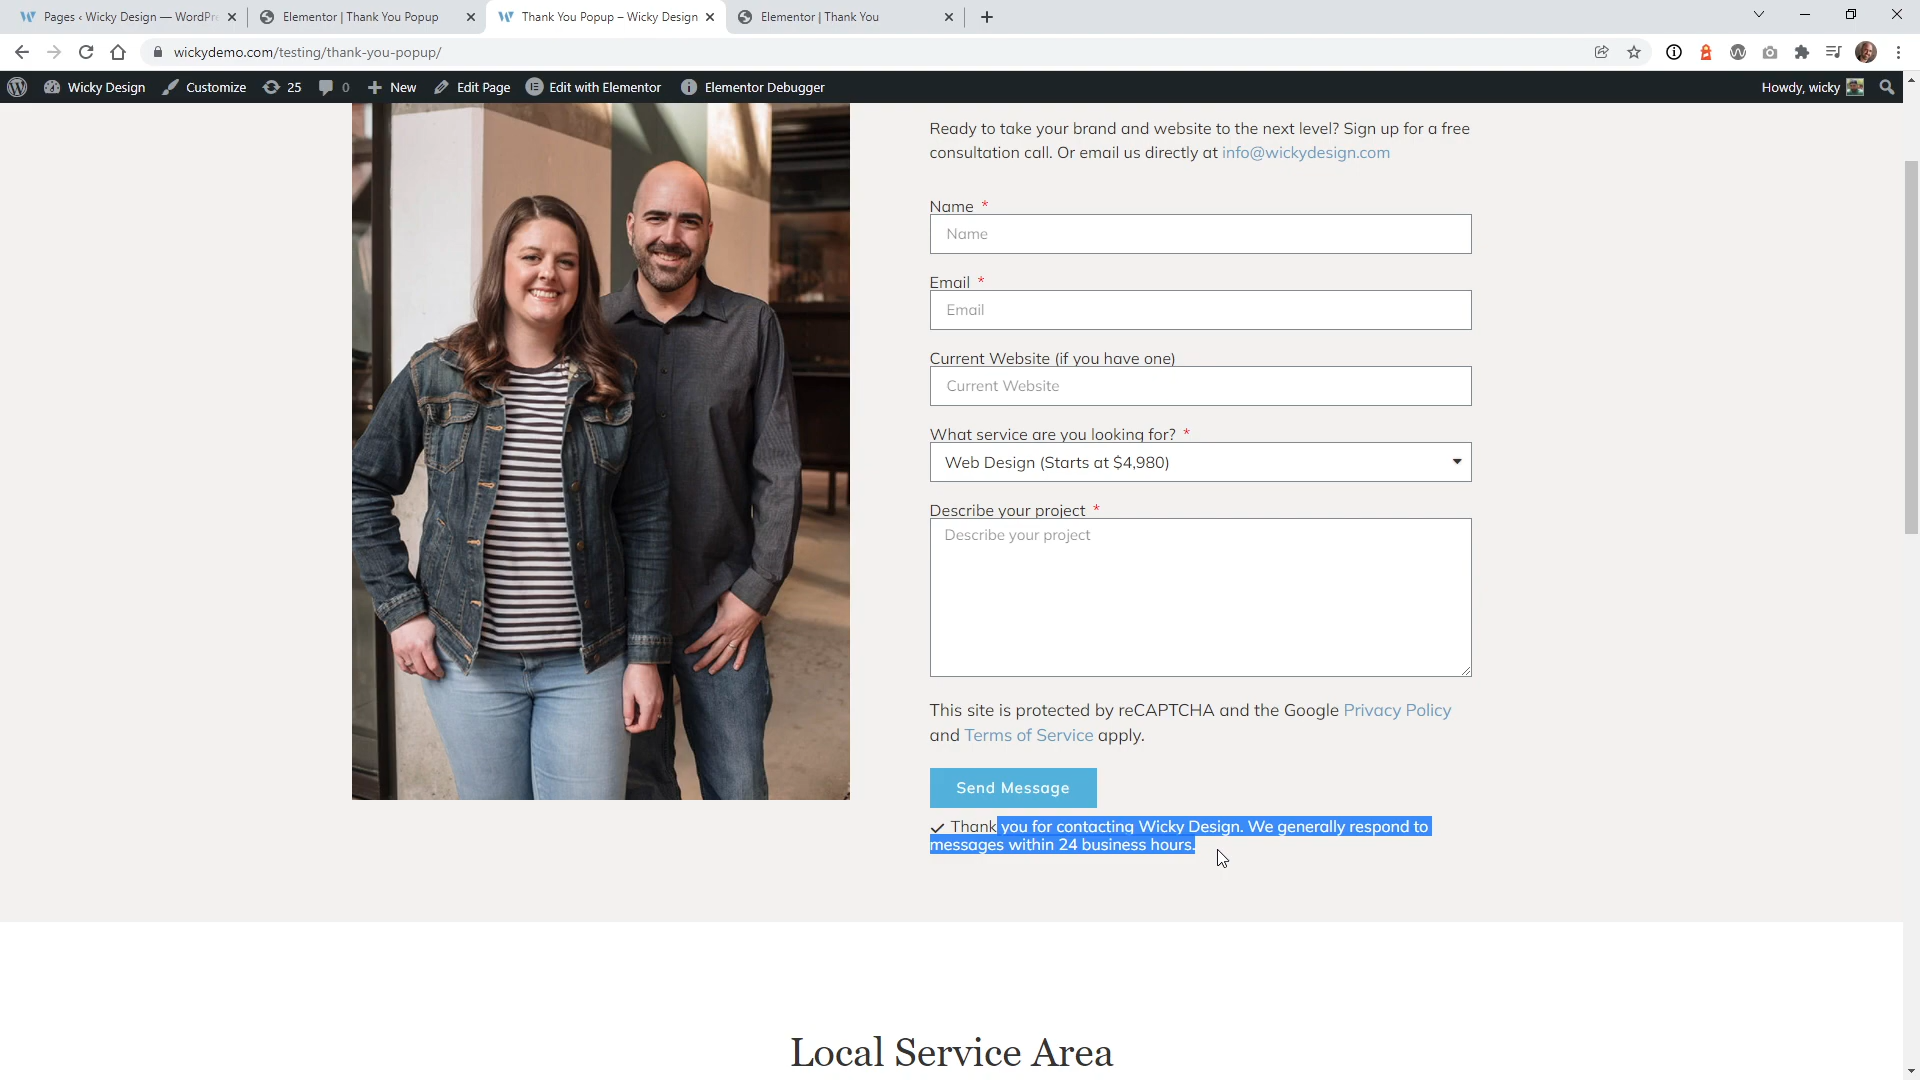 Pages ‹ Wicky Design — WordPre
Elementor | Thank You Popup
Thank You Popup – Wicky Design
Elementor | Thank You
wickydemo.com/testing/thank-you-popup/
Wicky Design
Customize
25
0
New
Edit Page
Edit with Elementor
Elementor Debugger
Howdy, wicky
Ready to take your brand and website to the next level? Sign up for a free
consultation call. Or email us directly at info@wickydesign.com
Name *
Name
Email *
Email
Current Website (if you have one)
Current Website
What service are you looking for? *
Web Design (Starts at $4,980)
Describe your project *
Describe your project
This site is protected by reCAPTCHA and the Google Privacy Policy
and Terms of Service apply.
Send Message
Thank you for contacting Wicky Design. We generally respond to
messages within 24 business hours.
Local Service Area